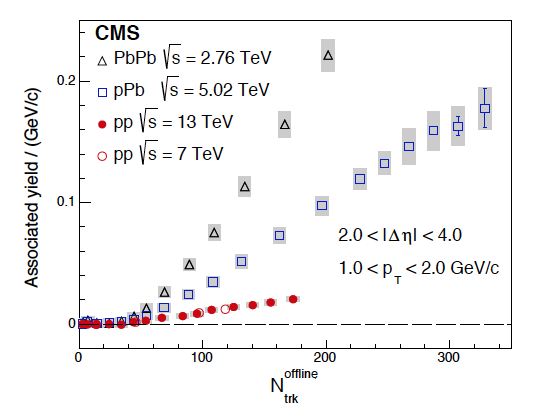 CMS
PbPb √s = 2.76 TeV
pPb √s = 5.02 TeV
pp √s = 13 TeV
pp √s = 7 TeV
2.0 < |Δη| < 4.0
1.0 < p_T < 2.0 GeV/c
Associated yield / (GeV/c)
0.2
0.1
0
0 100 200 300
N_trk^offline